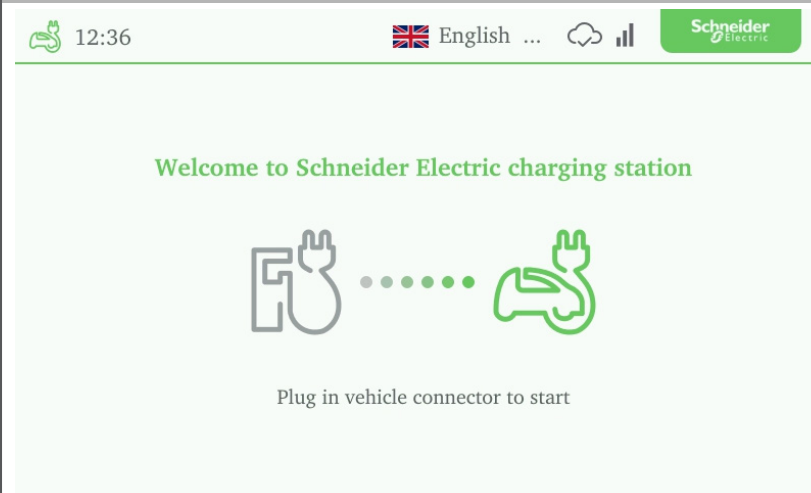 12:36
English ...
Schneider
Electric
Welcome to Schneider Electric charging station
Plug in vehicle connector to start